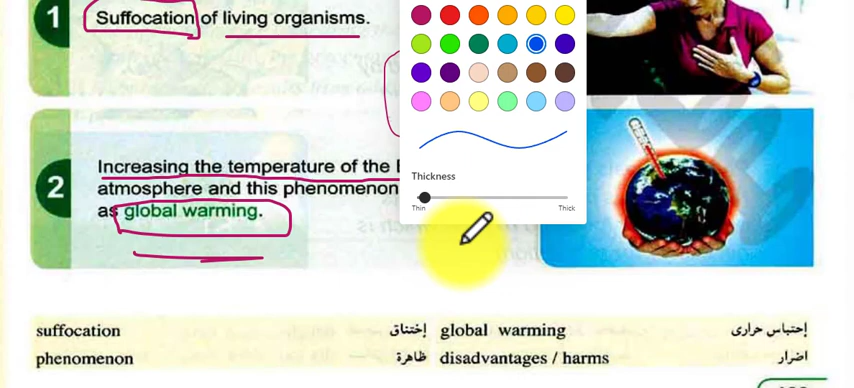 1
Suffocation of living organisms.
2
Increasing the temperature of the
atmosphere and this phenomenon
as global warming.
Thickness
Thin
Thick
suffocation إختناق global warming إحتباس حرارى
phenomenon ظاهرة disadvantages / harms اضرار